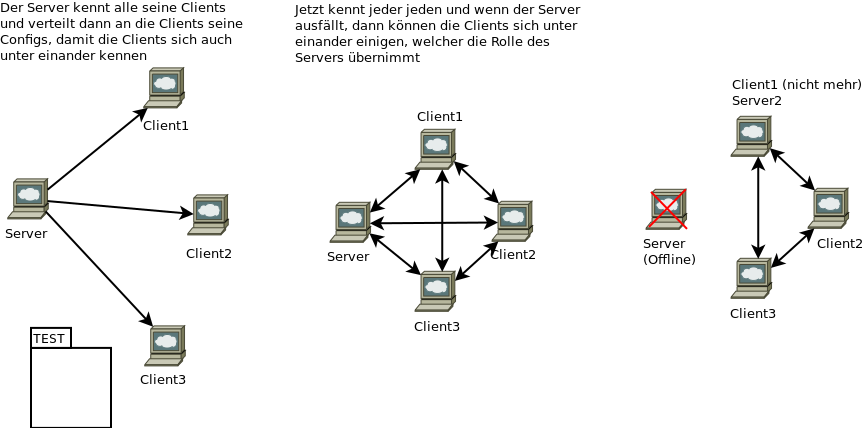 Der Server kennt alle seine Clients
und verteilt dann an die Clients seine
Configs, damit die Clients sich auch
unter einander kennen
Client1
Server
Client2
Client3
TEST
Jetzt kennt jeder jeden und wenn der Server
ausfällt, dann können die Clients sich unter
einander einigen, welcher die Rolle des
Servers übernimmt
Client1
Server
Client2
Client3
Client1 (nicht mehr)
Server2
Server
(Offline)
Client2
Client3